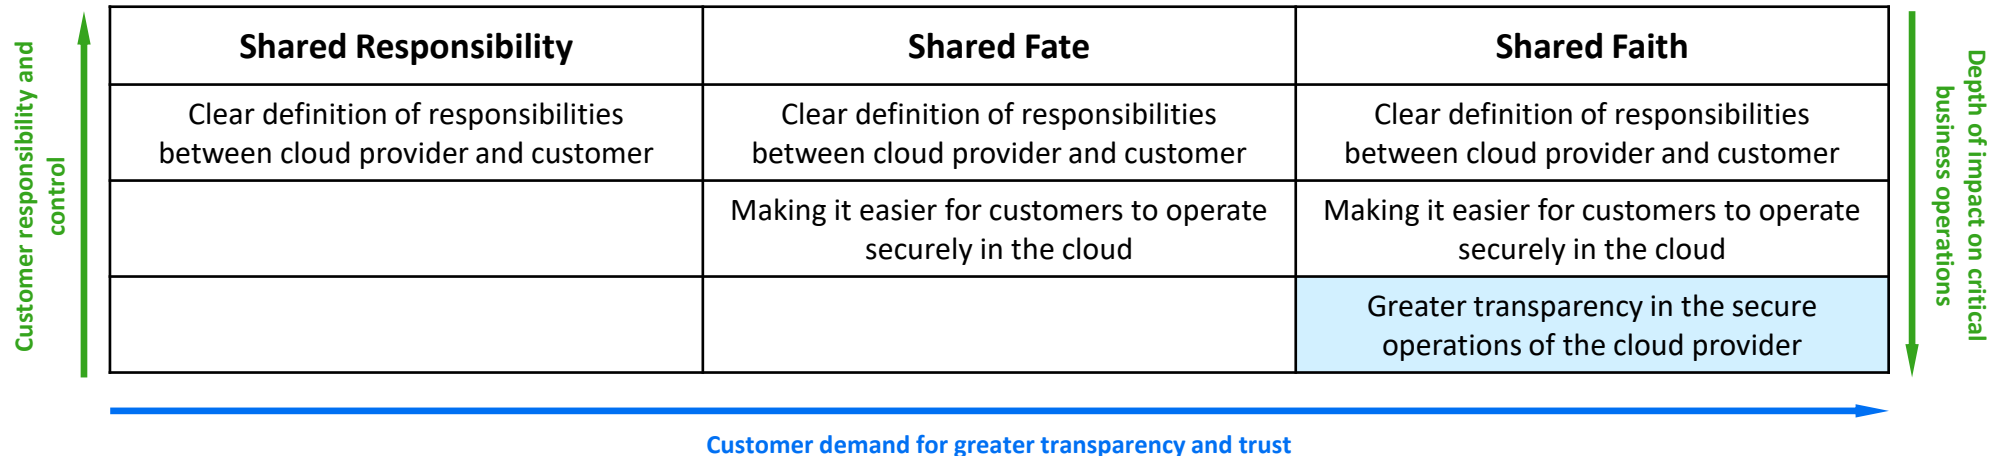 Customer responsibility and
control
Shared Responsibility
Shared Fate
Shared Faith
Clear definition of responsibilities
between cloud provider and customer
Clear definition of responsibilities
between cloud provider and customer
Clear definition of responsibilities
between cloud provider and customer
Making it easier for customers to operate
securely in the cloud
Making it easier for customers to operate
securely in the cloud
Greater transparency in the secure
operations of the cloud provider
Depth of impact on critical
business operations
Customer demand for greater transparency and trust